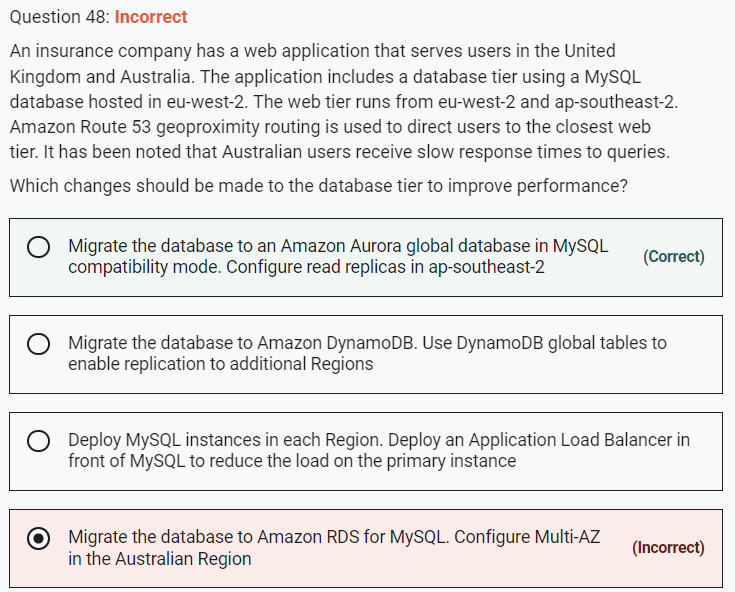 Question 48: Incorrect
An insurance company has a web application that serves users in the United
Kingdom and Australia. The application includes a database tier using a MySQL
database hosted in eu-west-2. The web tier runs from eu-west-2 and ap-southeast-2.
Amazon Route 53 geoproximity routing is used to direct users to the closest web
tier. It has been noted that Australian users receive slow response times to queries.
Which changes should be made to the database tier to improve performance?
Migrate the database to an Amazon Aurora global database in MySQL
compatibility mode. Configure read replicas in ap-southeast-2
(Correct)
Migrate the database to Amazon DynamoDB. Use DynamoDB global tables to
enable replication to additional Regions
Deploy MySQL instances in each Region. Deploy an Application Load Balancer in
front of MySQL to reduce the load on the primary instance
Migrate the database to Amazon RDS for MySQL. Configure Multi-AZ
in the Australian Region
(Incorrect)